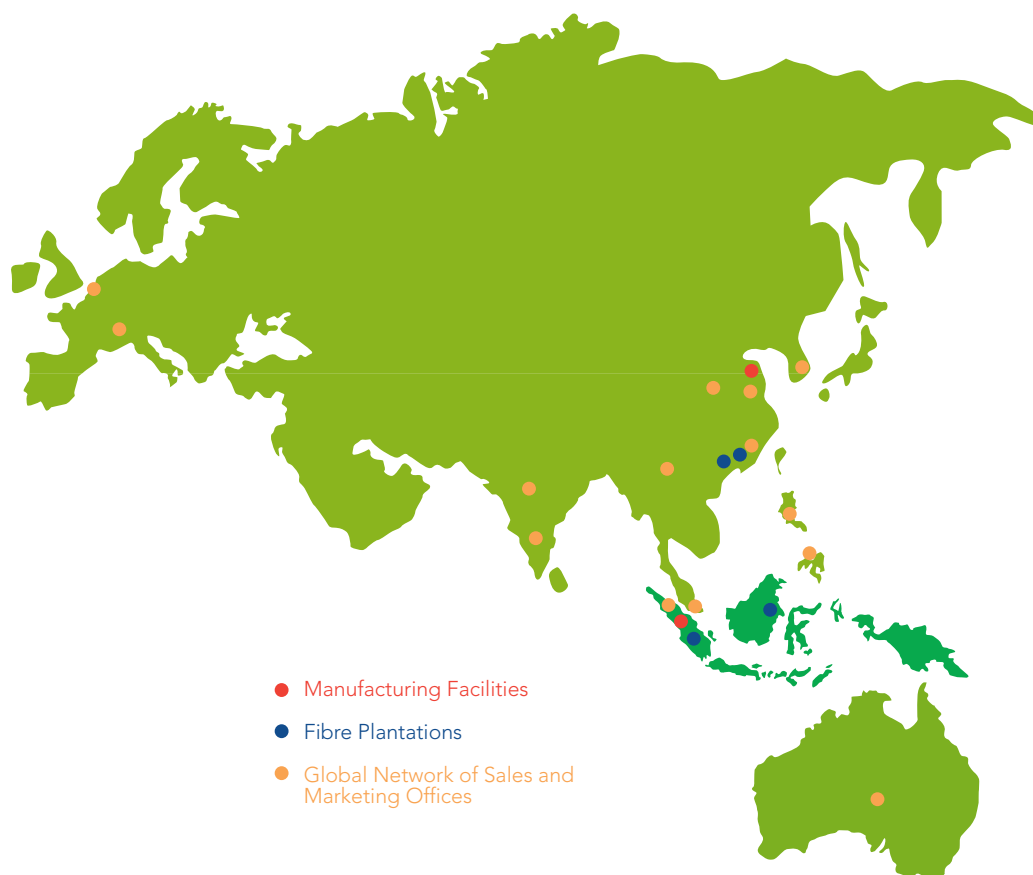 Manufacturing Facilities
Fibre Plantations
Global Network of Sales and
Marketing Offices